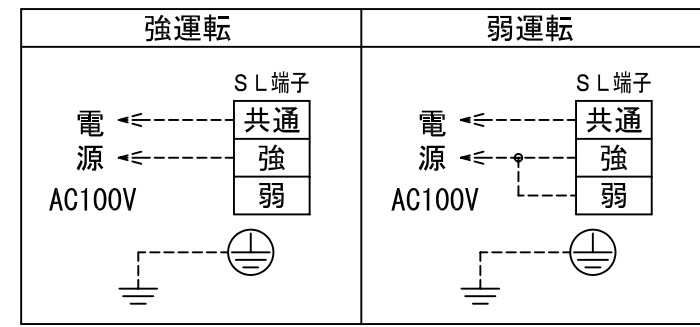 強運転
ＳＬ端子
電 共通
源 強
AC100V 弱
弱運転
ＳＬ端子
電 共通
源 強
AC100V 弱